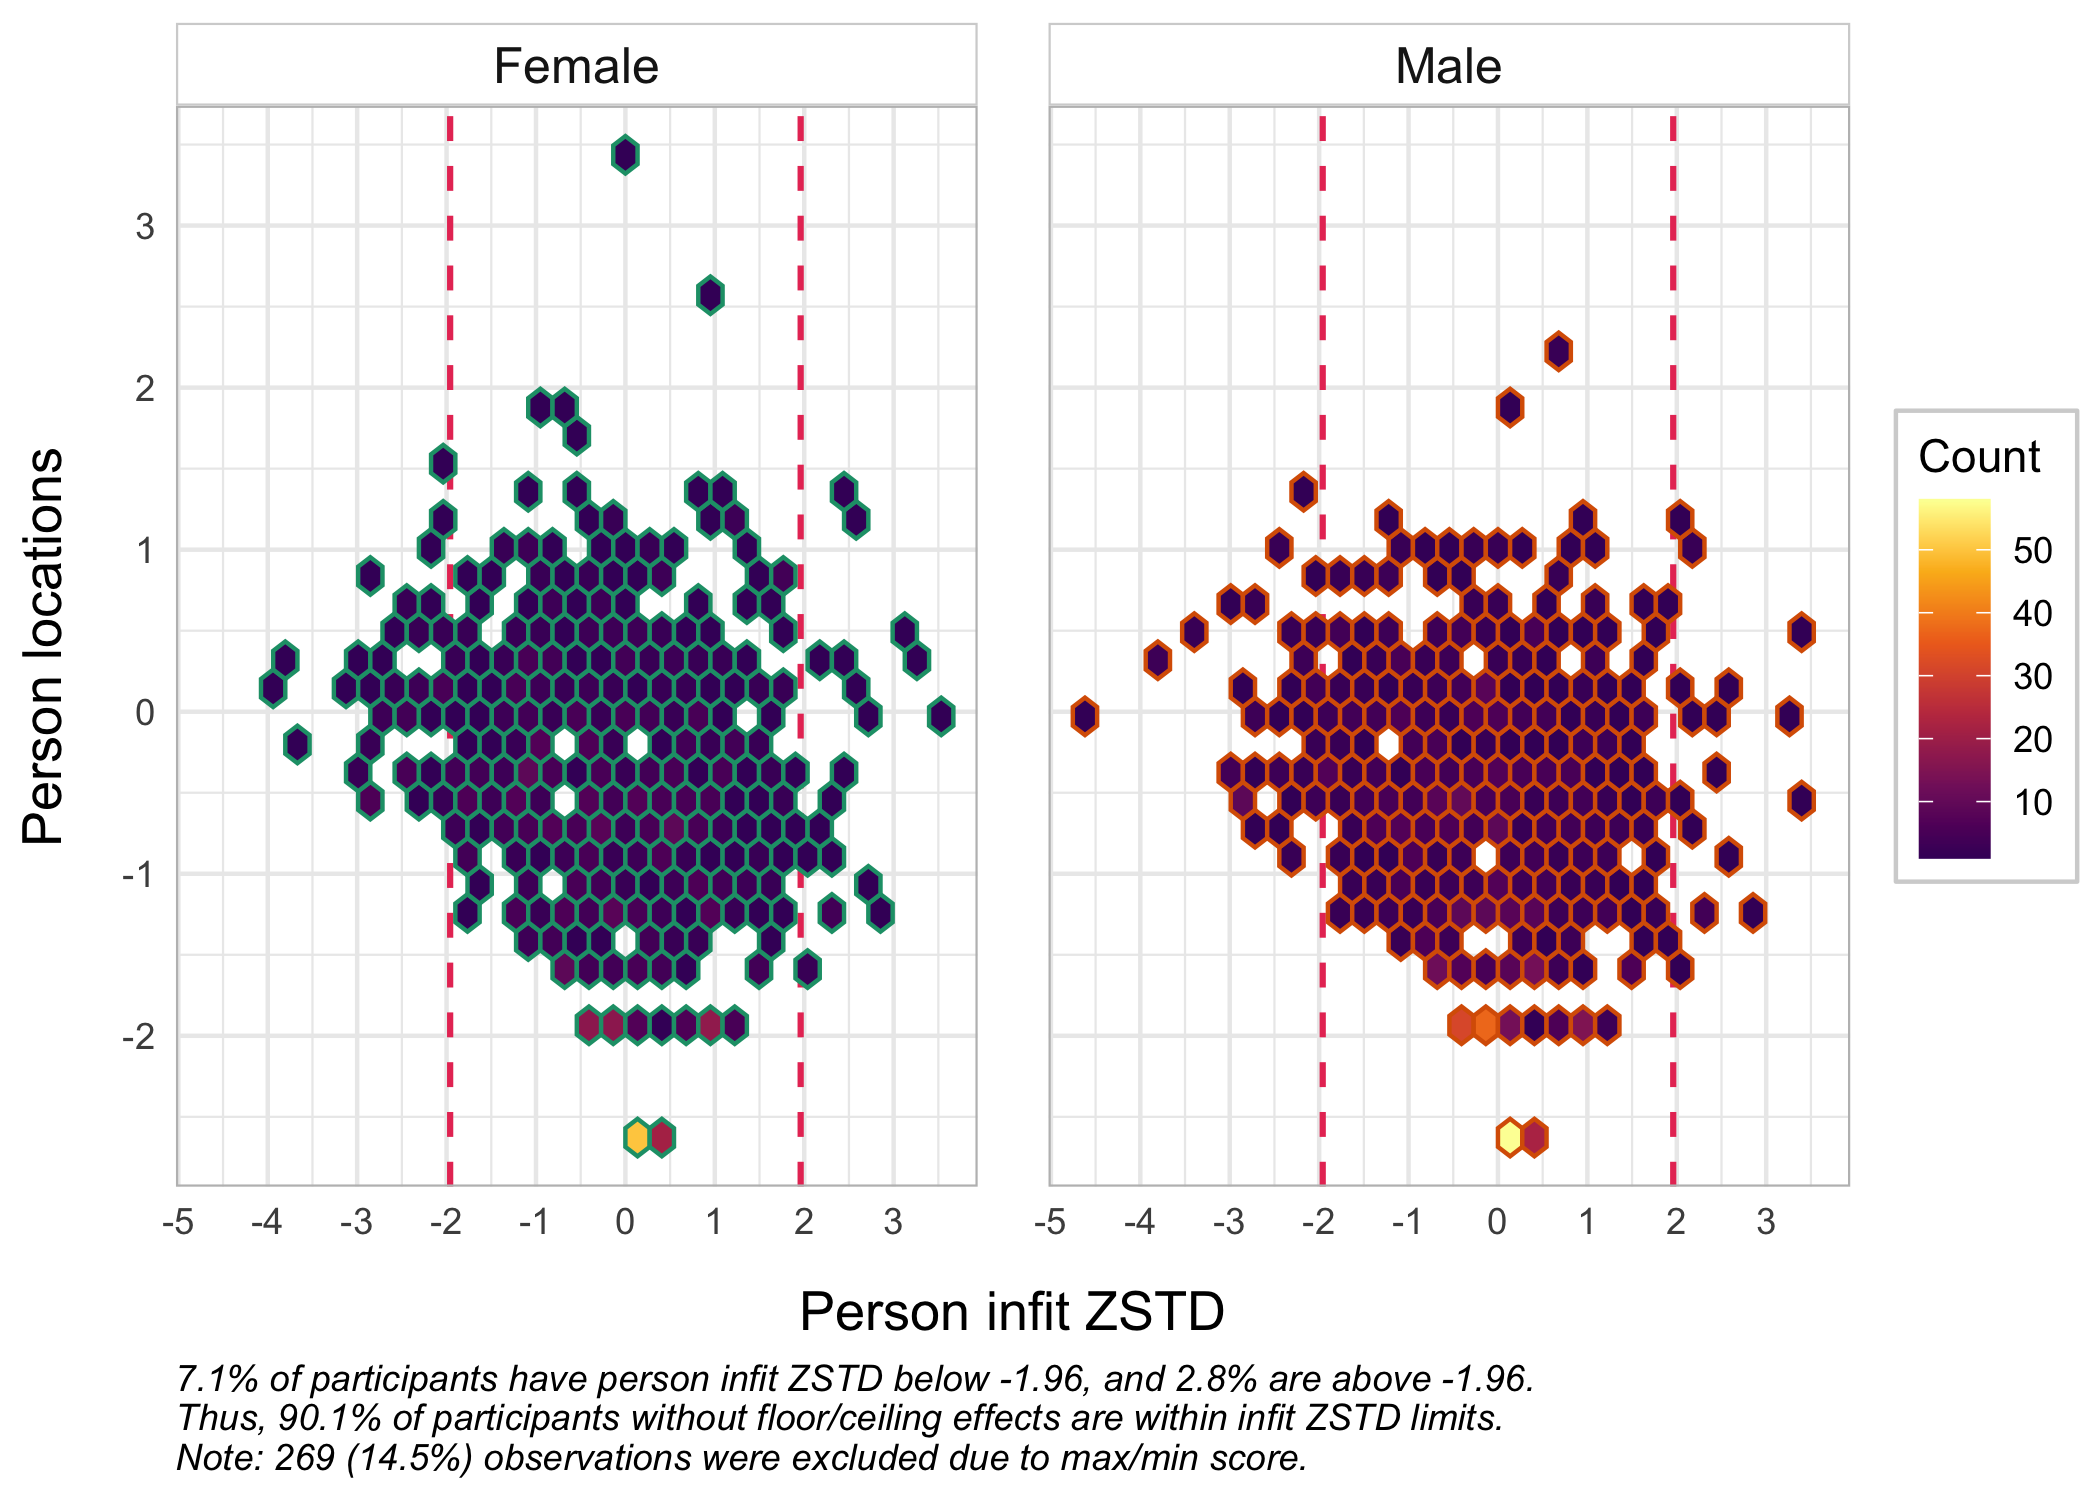 Female Male
Person locations
3
2
1
0
-1
-2
-5 -4 -3 -2 -1 0 1 2 3 -5 -4 -3 -2 -1 0 1 2 3
Person infit ZSTD
Count
50
40
30
20
10
7.1% of participants have person infit ZSTD below -1.96, and 2.8% are above -1.96.
Thus, 90.1% of participants without floor/ceiling effects are within infit ZSTD limits.
Note: 269 (14.5%) observations were excluded due to max/min score.